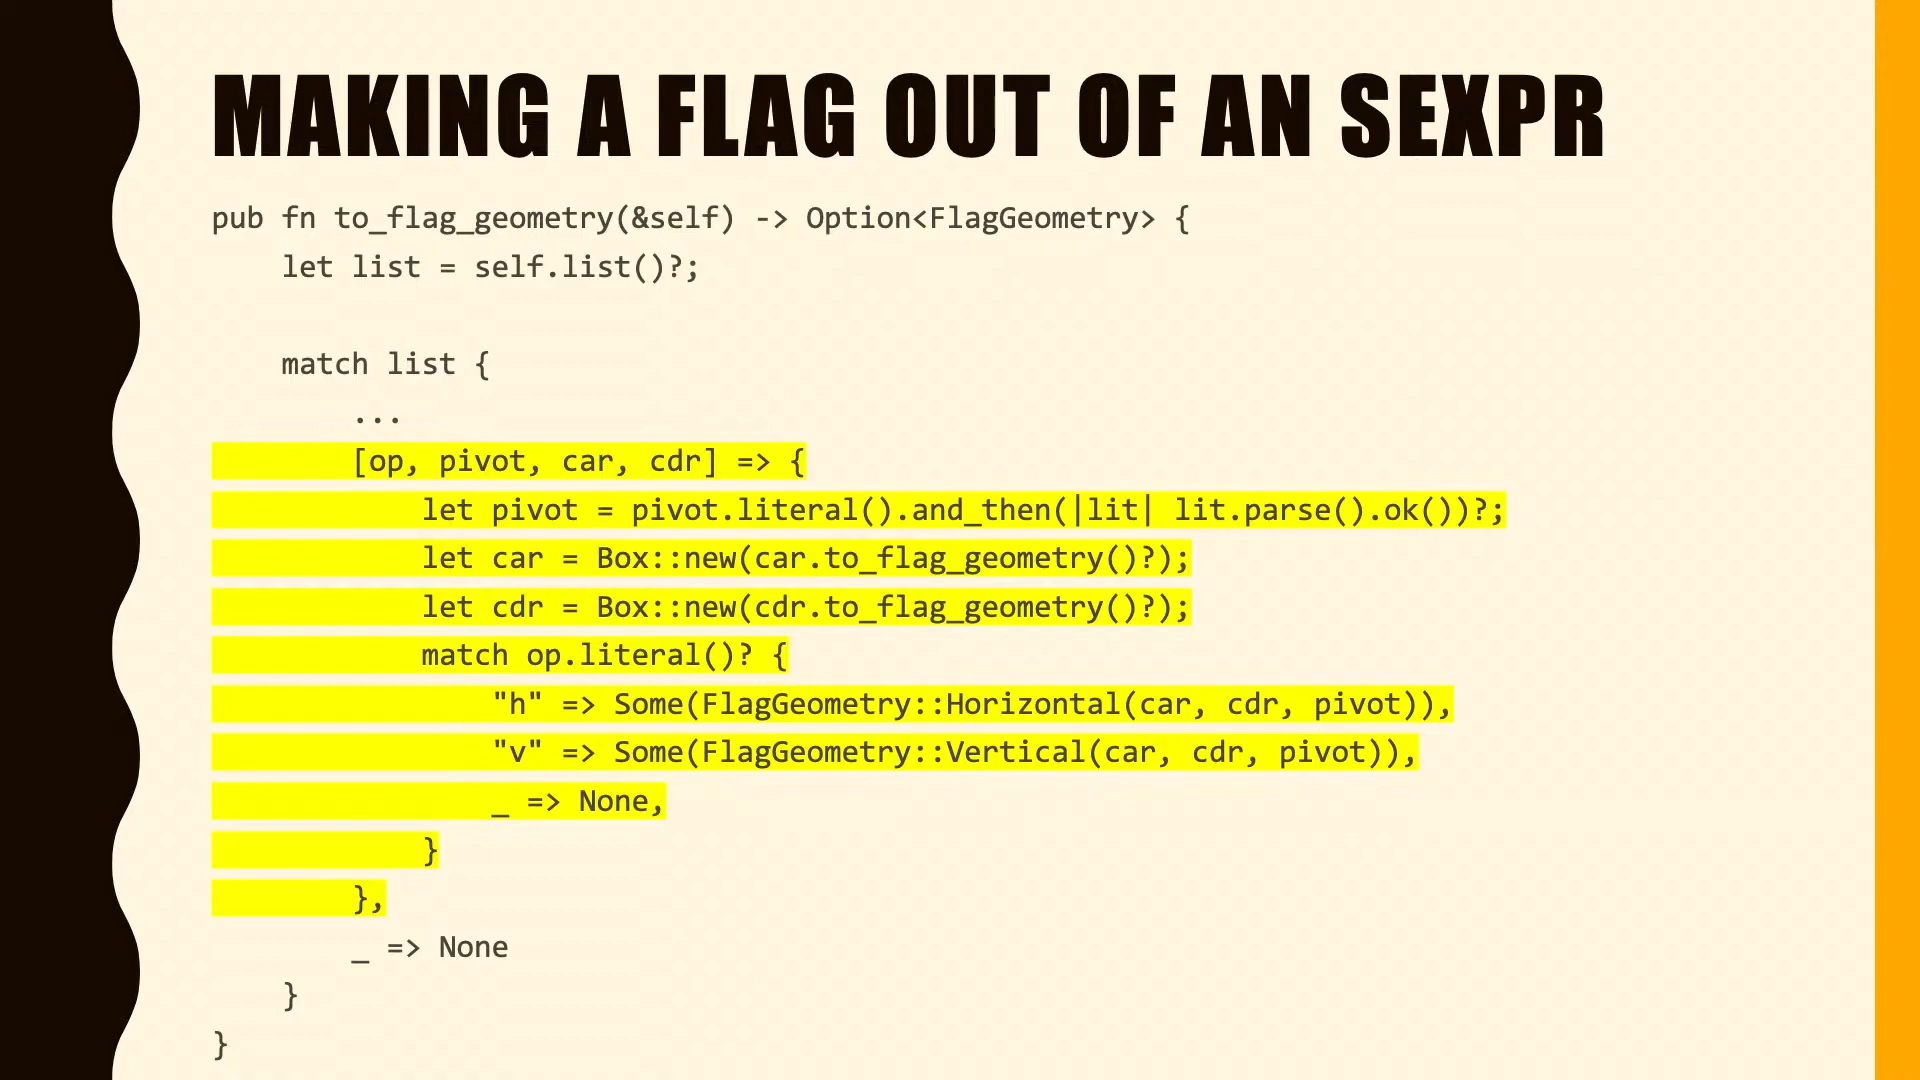 MAKING A FLAG OUT OF AN SEXPR
pub fn to_flag_geometry(&self) -> Option<FlagGeometry> {
    let list = self.list()?;

    match list {
        ...
        [op, pivot, car, cdr] => {
            let pivot = pivot.literal().and_then(|lit| lit.parse().ok())?;
            let car = Box::new(car.to_flag_geometry()?);
            let cdr = Box::new(cdr.to_flag_geometry()?);
            match op.literal()? {
                "h" => Some(FlagGeometry::Horizontal(car, cdr, pivot)),
                "v" => Some(FlagGeometry::Vertical(car, cdr, pivot)),
                _ => None,
            }
        },
        _ => None
    }
}